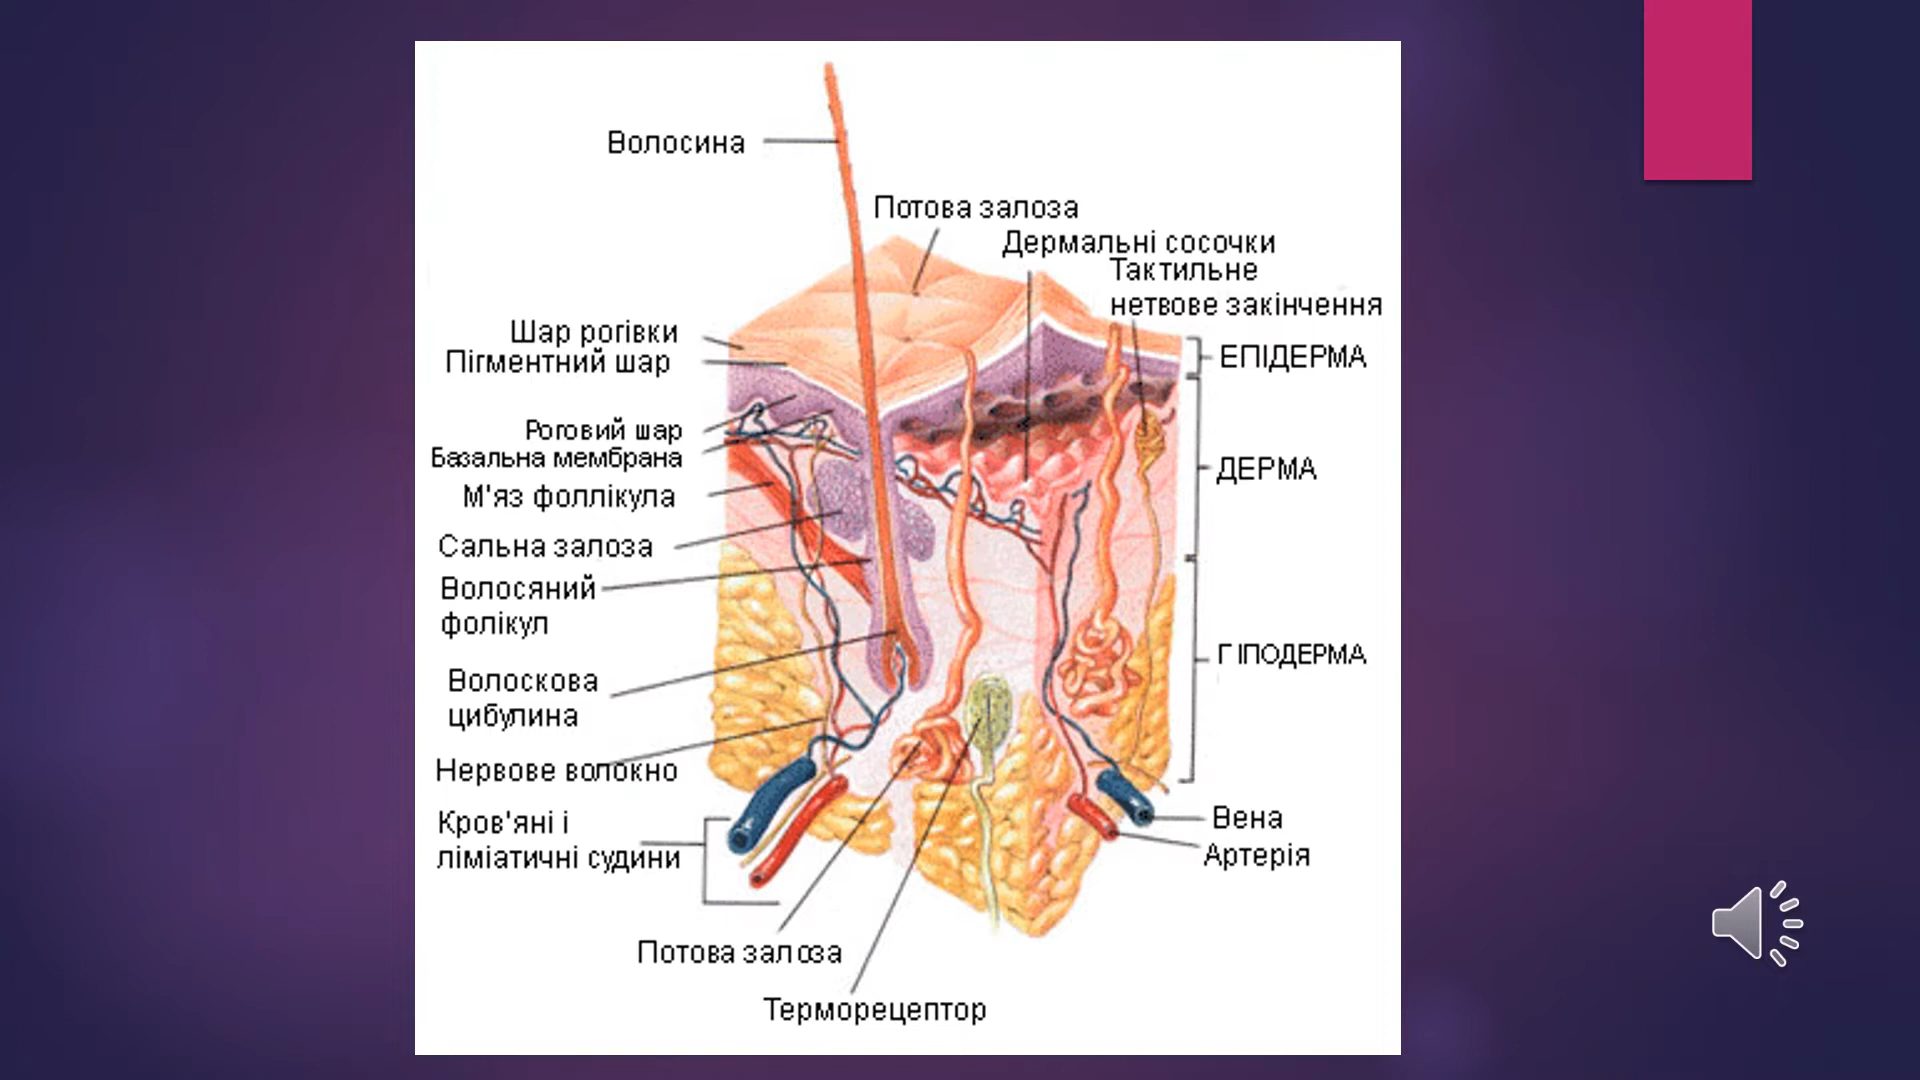 Волосина
Потова залоза
Дермальні сосочки
Тактильне
нетвове закінчення
Шар рогівки
Пігментний шар
ЕПІДЕРМА
Роговий шар
Базальна мембрана
М'яз фоллікула
ДЕРМА
Сальна залоза
Волосяний
фолікул
ГІПОДЕРМА
Волоскова
цибулина
Нервове волокно
Кров'яні і
ліміатичні судини
Вена
Артерія
Потова залоза
Терморецептор